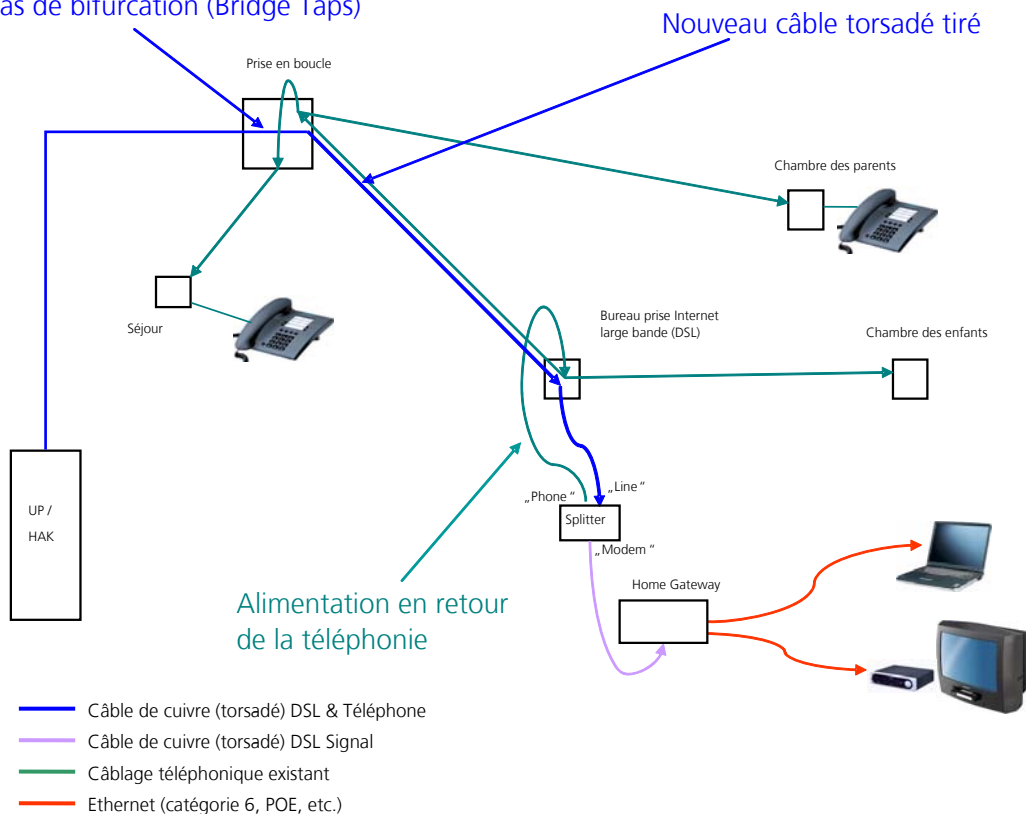 as de bifurcation (Bridge Taps)
Nouveau câble torsadé tiré
Prise en boucle
Chambre des parents
Séjour
Bureau prise Internet
large bande (DSL)
Chambre des enfants
UP /
HAK
„Phone“
„Line“
Splitter
„Modem“
Home Gateway
Alimentation en retour
de la téléphonie
Câble de cuivre (torsadé) DSL & Téléphone
Câble de cuivre (torsadé) DSL Signal
Câblage téléphonique existant
Ethernet (catégorie 6, POE, etc.)